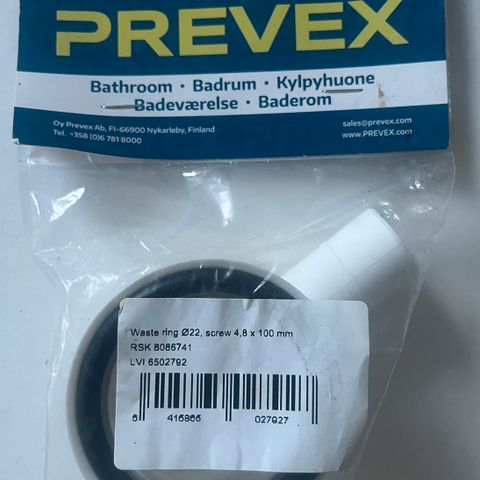 PREVEX
Bathroom · Badrum · Kylpyhuone
Badeværelse · Baderom
Oy Prevex Ab, FI-66900 Nykarleby, Finland
Tel. +358 (0)6 781 8000
sales@prevex.com
www.PREVEX.com
Waste ring Ø22, screw 4,8 x 100 mm
RSK 8085741
LVI 6502792
6 415865 027927